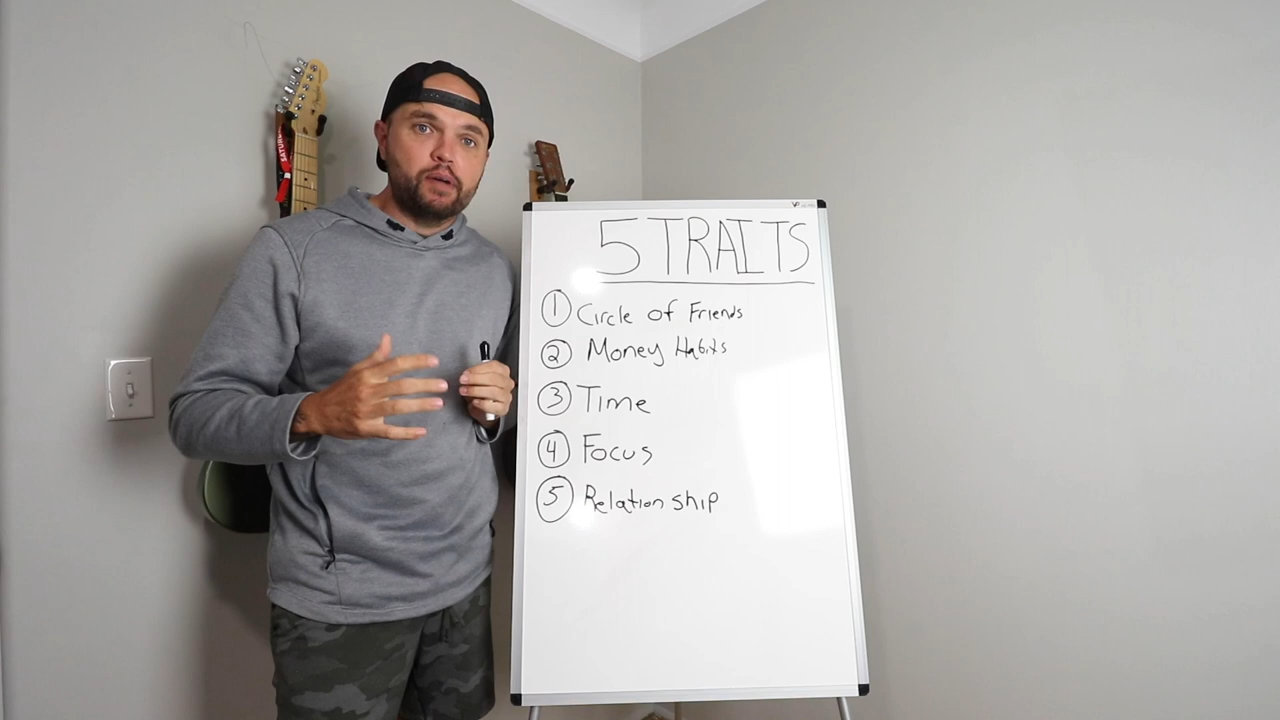 5 TRAITS
① Circle of Friends
② Money Habits
③ Time
④ Focus
⑤ Relationship